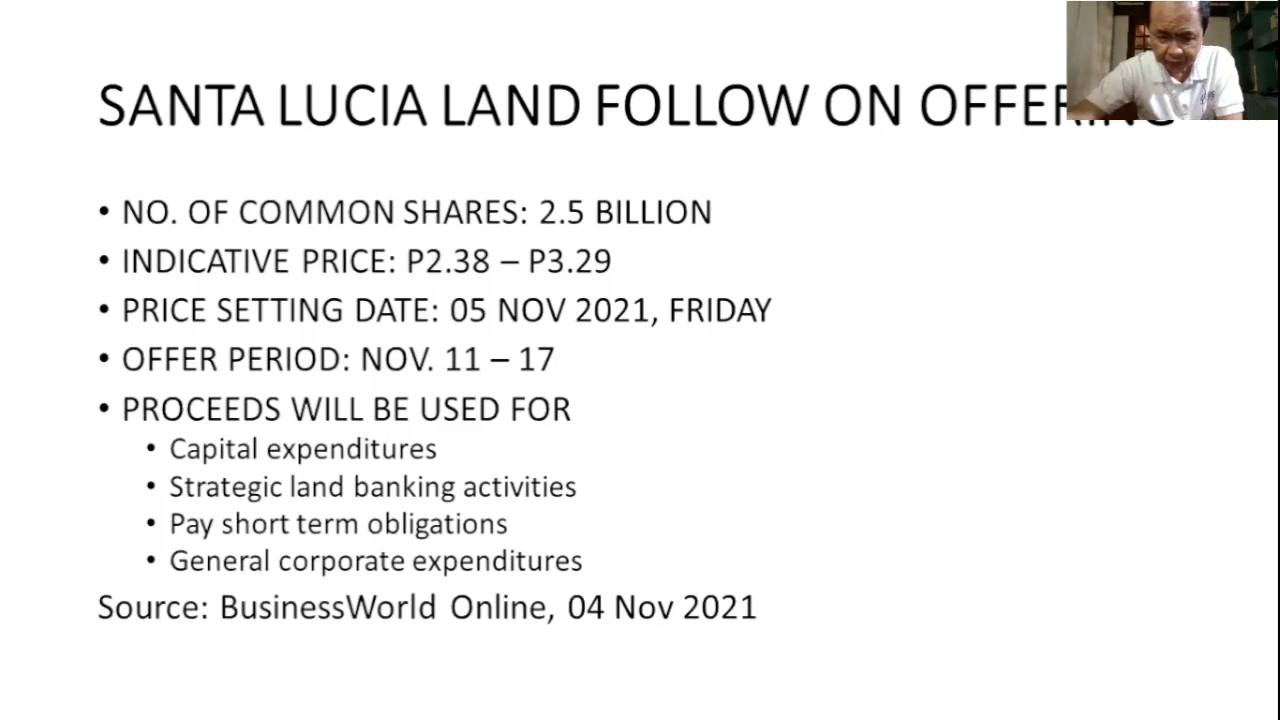 SANTA LUCIA LAND FOLLOW ON OFFERING
• NO. OF COMMON SHARES: 2.5 BILLION
• INDICATIVE PRICE: P2.38 – P3.29
• PRICE SETTING DATE: 05 NOV 2021, FRIDAY
• OFFER PERIOD: NOV. 11 – 17
• PROCEEDS WILL BE USED FOR
• Capital expenditures
• Strategic land banking activities
• Pay short term obligations
• General corporate expenditures
Source: BusinessWorld Online, 04 Nov 2021